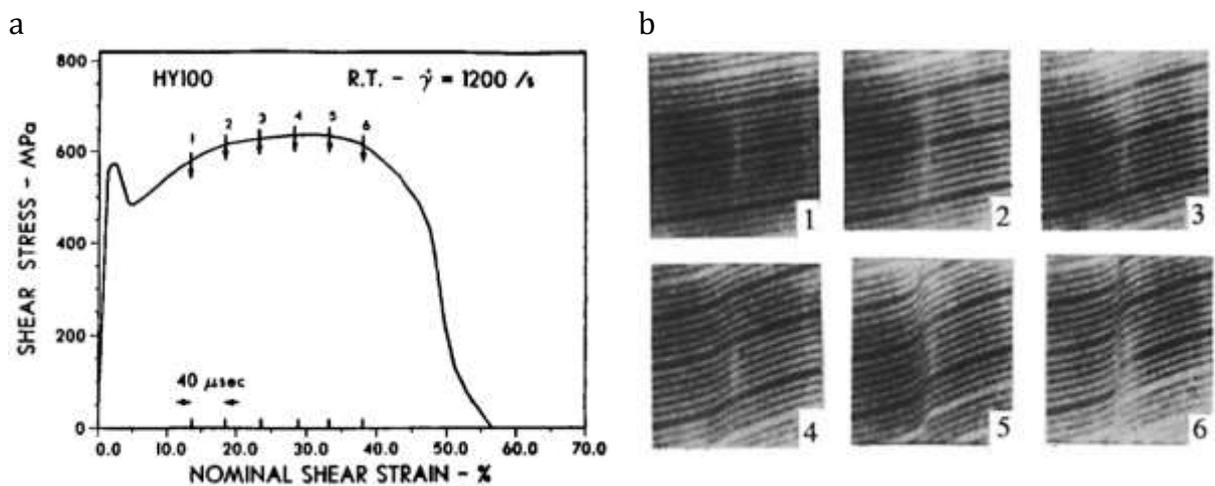 a
HY100 R.T. - γ̇ = 1200 /s
SHEAR STRESS - MPa
800
600
400
200
0
1 2 3 4 5 6
40 μsec
0.0 10.0 20.0 30.0 40.0 50.0 60.0 70.0
NOMINAL SHEAR STRAIN - %
b
1 2 3
4 5 6